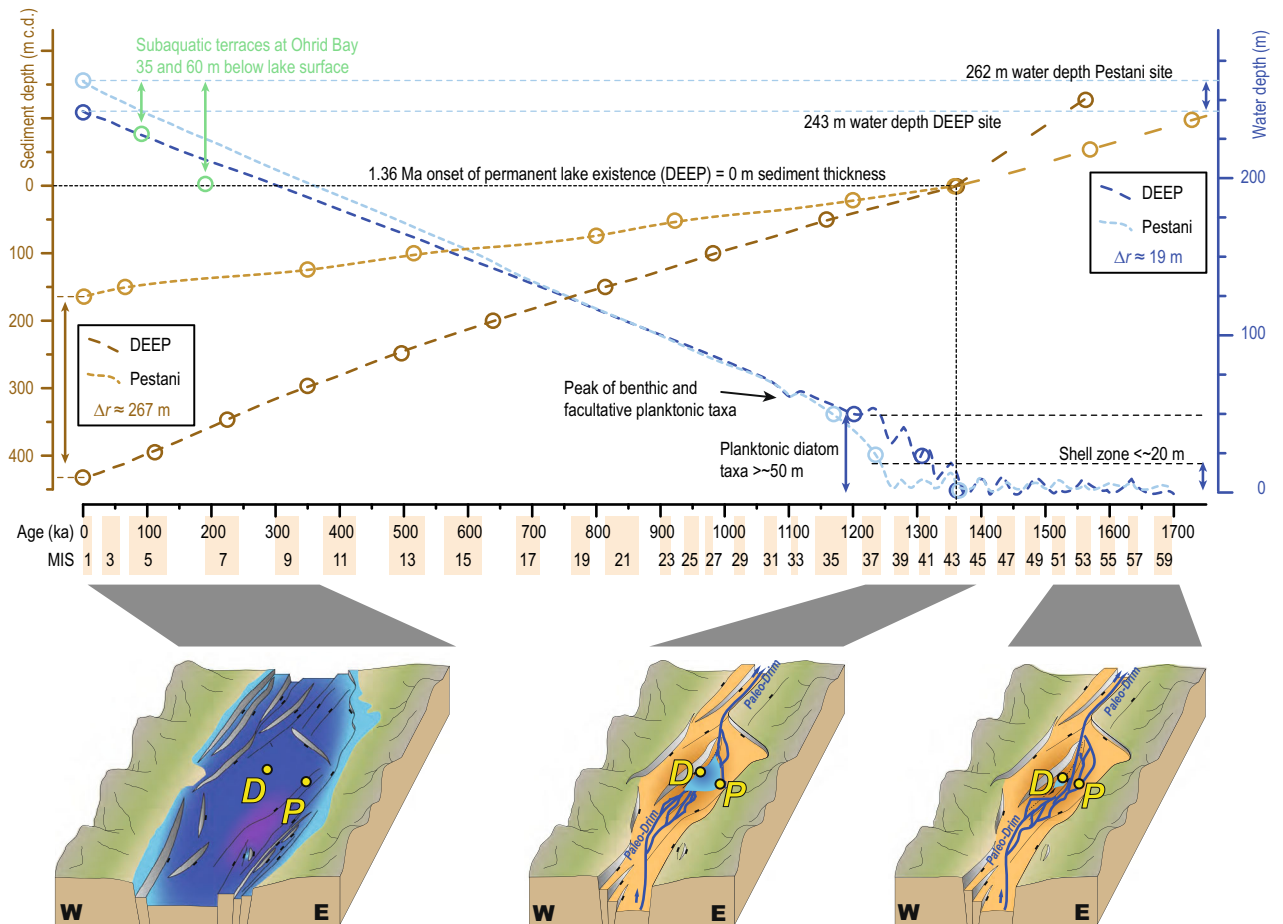 Subaquatic terraces at Ohrid Bay
35 and 60 m below lake surface
262 m water depth Pestani site
243 m water depth DEEP site
1.36 Ma onset of permanent lake existence (DEEP) = 0 m sediment thickness
Sediment depth (m c.d.)
0
100
200
300
400
Water depth (m)
200
100
0
DEEP
Pestani
Δr ≈ 19 m
DEEP
Pestani
Δr ≈ 267 m
Peak of benthic and
facultative planktonic taxa
Planktonic diatom
taxa >~50 m
Shell zone <~20 m
Age (ka) 0 100 200 300 400 500 600 700 800 900 1000 1100 1200 1300 1400 1500 1600 1700
MIS 1 3 5 7 9 11 13 15 17 19 21 23 25 27 29 31 33 35 37 39 41 43 45 47 49 51 53 55 57 59
D
P
W E
Paleo-Drim
D
P
Paleo-Drim
W E
Paleo-Drim
D
P
Paleo-Drim
W E